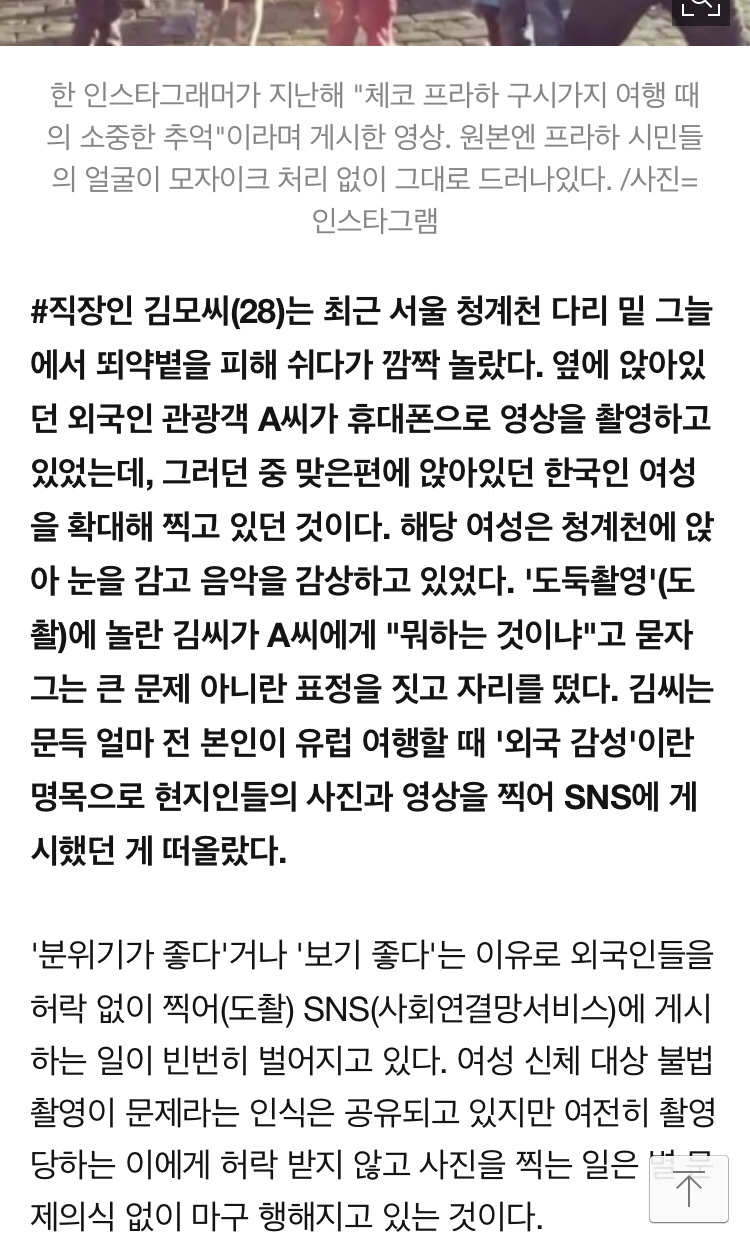 한 인스타그래머가 지난해 "체코 프라하 구시가지 여행 때
의 소중한 추억"이라며 게시한 영상. 원본엔 프라하 시민들
의 얼굴이 모자이크 처리 없이 그대로 드러나있다. /사진=
인스타그램
#직장인 김모씨(28)는 최근 서울 청계천 다리 밑 그늘
에서 뙤약볕을 피해 쉬다가 깜짝 놀랐다. 옆에 앉아있
던 외국인 관광객 A씨가 휴대폰으로 영상을 촬영하고
있었는데, 그러던 중 맞은편에 앉아있던 한국인 여성
을 확대해 찍고 있던 것이다. 해당 여성은 청계천에 앉
아 눈을 감고 음악을 감상하고 있었다. '도둑촬영'(도
촬)에 놀란 김씨가 A씨에게 "뭐하는 것이냐"고 묻자
그는 큰 문제 아니란 표정을 짓고 자리를 떴다. 김씨는
문득 얼마 전 본인이 유럽 여행할 때 '외국 감성'이란
명목으로 현지인들의 사진과 영상을 찍어 SNS에 게
시했던 게 떠올랐다.
'분위기가 좋다'거나 '보기 좋다'는 이유로 외국인들을
허락 없이 찍어(도촬) SNS(사회연결망서비스)에 게시
하는 일이 빈번히 벌어지고 있다. 여성 신체 대상 불법
촬영이 문제라는 인식은 공유되고 있지만 여전히 촬영
당하는 이에게 허락 받지 않고 사진을 찍는 일은 별 문
제의식 없이 마구 행해지고 있는 것이다.